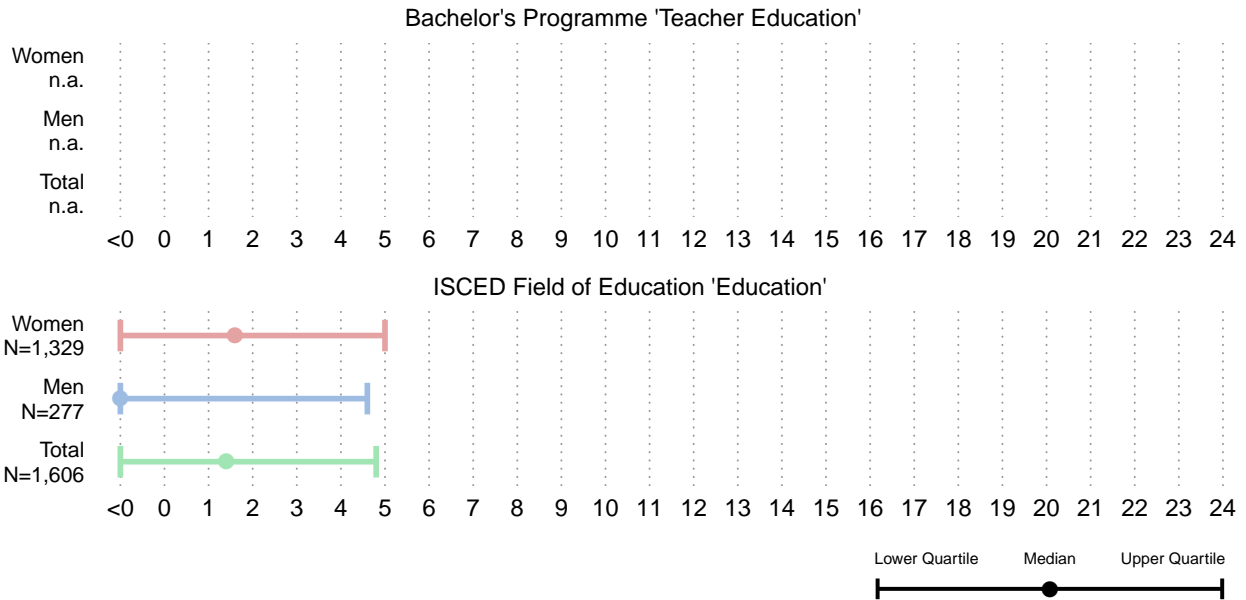 Bachelor's Programme 'Teacher Education'
Women
n.a.
Men
n.a.
Total
n.a.
<0 0 1 2 3 4 5 6 7 8 9 10 11 12 13 14 15 16 17 18 19 20 21 22 23 24
ISCED Field of Education 'Education'
Women
N=1,329
Men
N=277
Total
N=1,606
<0 0 1 2 3 4 5 6 7 8 9 10 11 12 13 14 15 16 17 18 19 20 21 22 23 24
Lower Quartile Median Upper Quartile